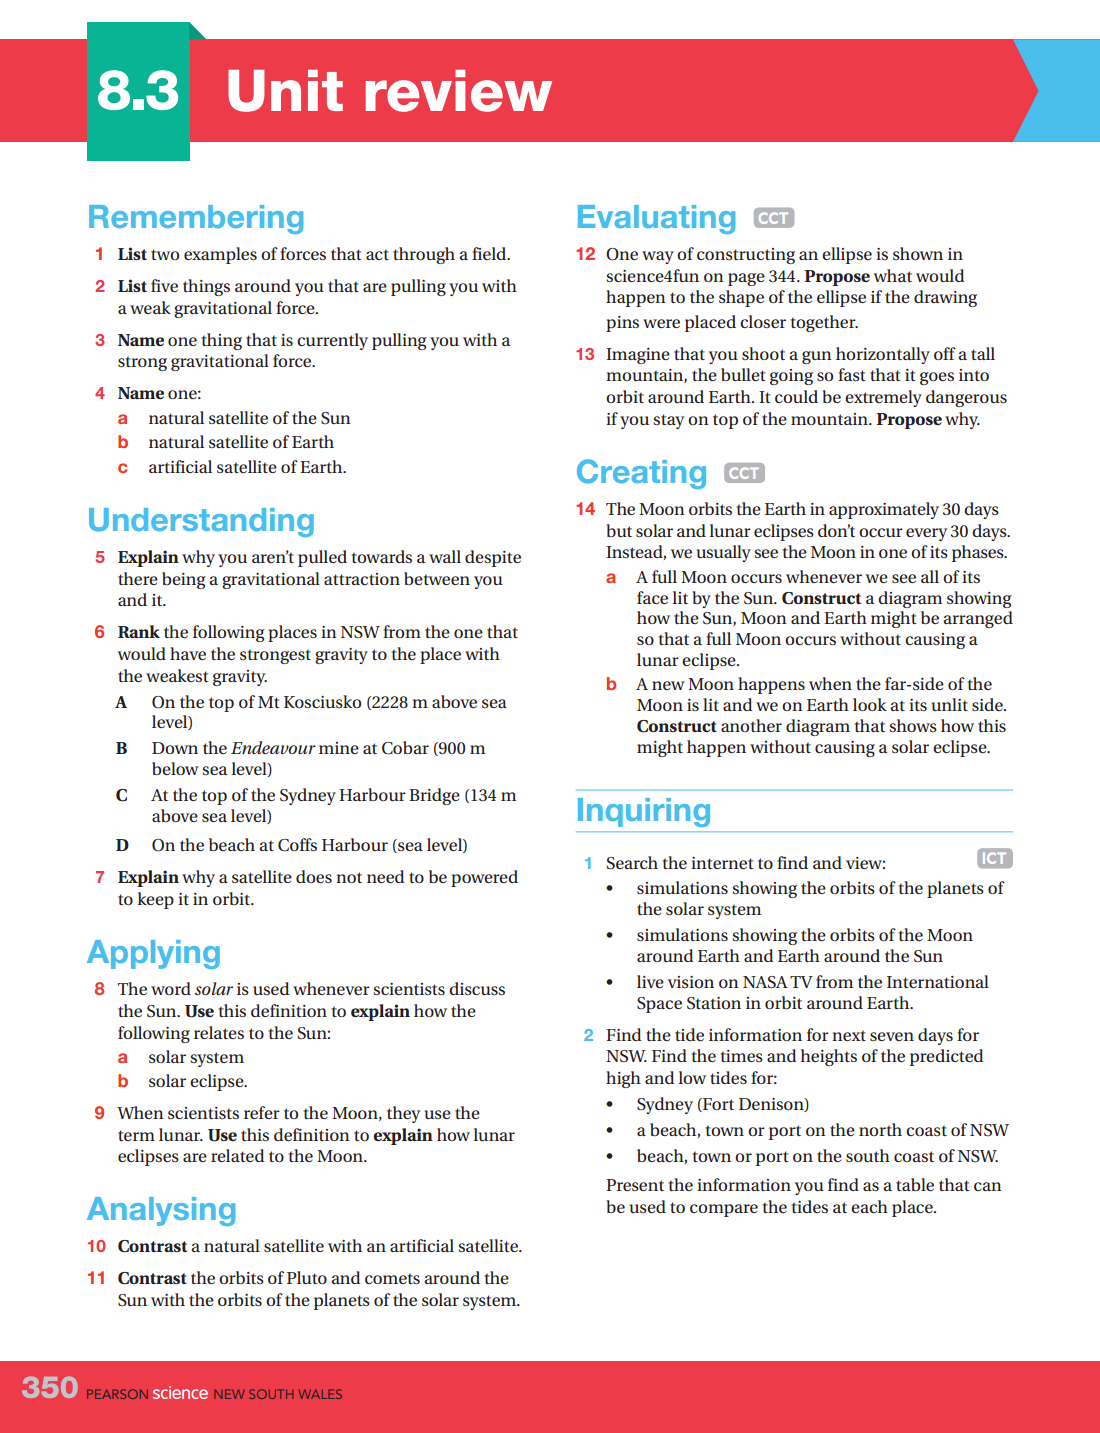 8.3 Unit review
Remembering
1 List two examples of forces that act through a field.
2 List five things around you that are pulling you with
a weak gravitational force.
3 Name one thing that is currently pulling you with a
strong gravitational force.
4 Name one:
a natural satellite of the Sun
b natural satellite of Earth
c artificial satellite of Earth.
Understanding
5 Explain why you aren't pulled towards a wall despite
there being a gravitational attraction between you
and it.
6 Rank the following places in NSW from the one that
would have the strongest gravity to the place with
the weakest gravity.
A On the top of Mt Kosciusko (2228 m above sea
level)
B Down the Endeavour mine at Cobar (900 m
below sea level)
C At the top of the Sydney Harbour Bridge (134 m
above sea level)
D On the beach at Coffs Harbour (sea level)
7 Explain why a satellite does not need to be powered
to keep it in orbit.
Applying
8 The word solar is used whenever scientists discuss
the Sun. Use this definition to explain how the
following relates to the Sun:
a solar system
b solar eclipse.
9 When scientists refer to the Moon, they use the
term lunar. Use this definition to explain how lunar
eclipses are related to the Moon.
Analysing
10 Contrast a natural satellite with an artificial satellite.
11 Contrast the orbits of Pluto and comets around the
Sun with the orbits of the planets of the solar system.
Evaluating CCT
12 One way of constructing an ellipse is shown in
science4fun on page 344. Propose what would
happen to the shape of the ellipse if the drawing
pins were placed closer together.
13 Imagine that you shoot a gun horizontally off a tall
mountain, the bullet going so fast that it goes into
orbit around Earth. It could be extremely dangerous
if you stay on top of the mountain. Propose why.
Creating CCT
14 The Moon orbits the Earth in approximately 30 days
but solar and lunar eclipses don't occur every 30 days.
Instead, we usually see the Moon in one of its phases.
a A full Moon occurs whenever we see all of its
face lit by the Sun. Construct a diagram showing
how the Sun, Moon and Earth might be arranged
so that a full Moon occurs without causing a
lunar eclipse.
b A new Moon happens when the far-side of the
Moon is lit and we on Earth look at its unlit side.
Construct another diagram that shows how this
might happen without causing a solar eclipse.
Inquiring
1 Search the internet to find and view: ICT
• simulations showing the orbits of the planets of
the solar system
• simulations showing the orbits of the Moon
around Earth and Earth around the Sun
• live vision on NASA TV from the International
Space Station in orbit around Earth.
2 Find the tide information for next seven days for
NSW. Find the times and heights of the predicted
high and low tides for:
• Sydney (Fort Denison)
• a beach, town or port on the north coast of NSW
• beach, town or port on the south coast of NSW.
Present the information you find as a table that can
be used to compare the tides at each place.
350 PEARSON science NEW SOUTH WALES